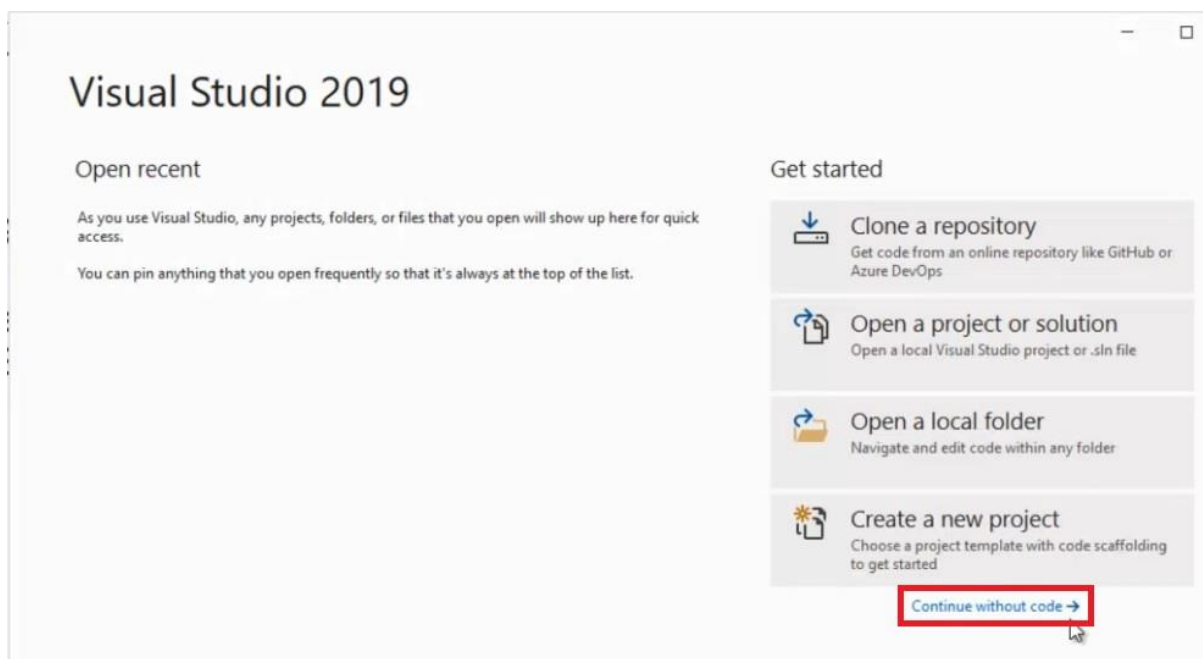 Visual Studio 2019
Open recent
As you use Visual Studio, any projects, folders, or files that you open will show up here for quick
access.
You can pin anything that you open frequently so that it's always at the top of the list.
Get started
Clone a repository
Get code from an online repository like GitHub or
Azure DevOps
Open a project or solution
Open a local Visual Studio project or .sln file
Open a local folder
Navigate and edit code within any folder
Create a new project
Choose a project template with code scaffolding
to get started
Continue without code →